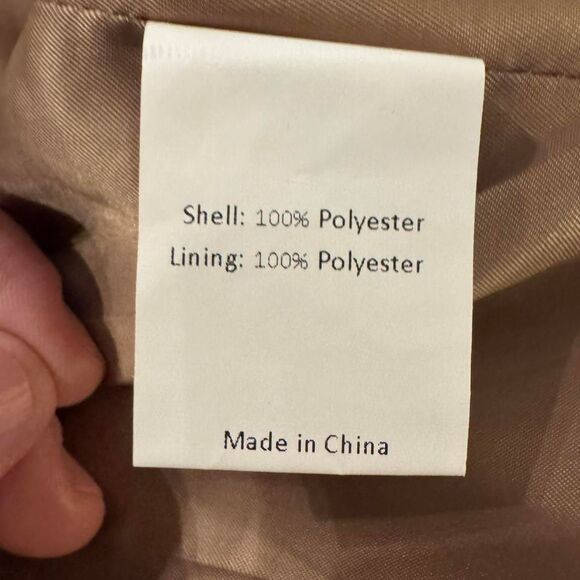 Shell: 100% Polyester
Lining: 100% Polyester
Made in China